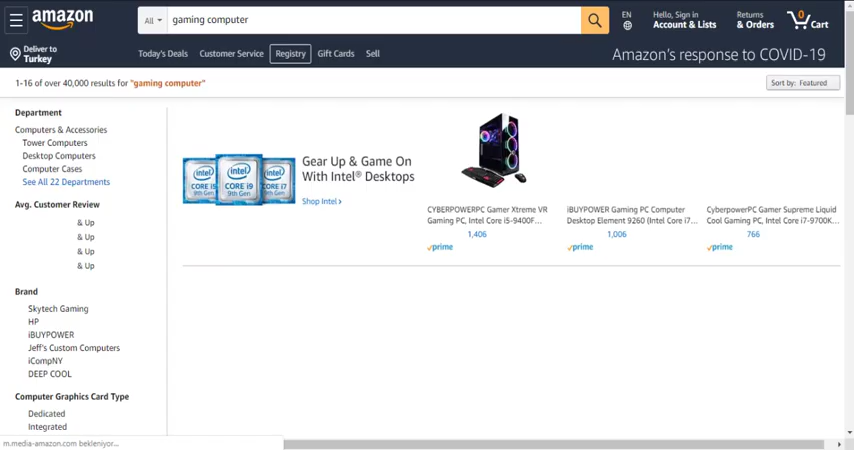 amazon
All
gaming computer
EN
Hello, Sign in
Account & Lists
Returns
& Orders
0
Cart
Deliver to
Turkey
Today's Deals
Customer Service
Registry
Gift Cards
Sell
Amazon's response to COVID-19
1-16 of over 40,000 results for "gaming computer"
Sort by: Featured
Department
Computers & Accessories
Tower Computers
Desktop Computers
Computer Cases
See All 22 Departments
Avg. Customer Review
& Up
& Up
& Up
& Up
Brand
Skytech Gaming
HP
iBUYPOWER
Jeff's Custom Computers
iCompNY
DEEP COOL
Computer Graphics Card Type
Dedicated
Integrated
intel
CORE i5
9th Gen
intel
CORE i9
9th Gen
intel
CORE i7
9th Gen
Gear Up & Game On
With Intel® Desktops
Shop Intel ›
CYBERPOWERPC Gamer Xtreme VR
Gaming PC, Intel Core i5-9400F...
1,406
prime
iBUYPOWER Gaming PC Computer
Desktop Element 9260 (Intel Core i7...
1,006
prime
CyberpowerPC Gamer Supreme Liquid
Cool Gaming PC, Intel Core i7-9700K...
766
prime
m.media-amazon.com bekleniyor...